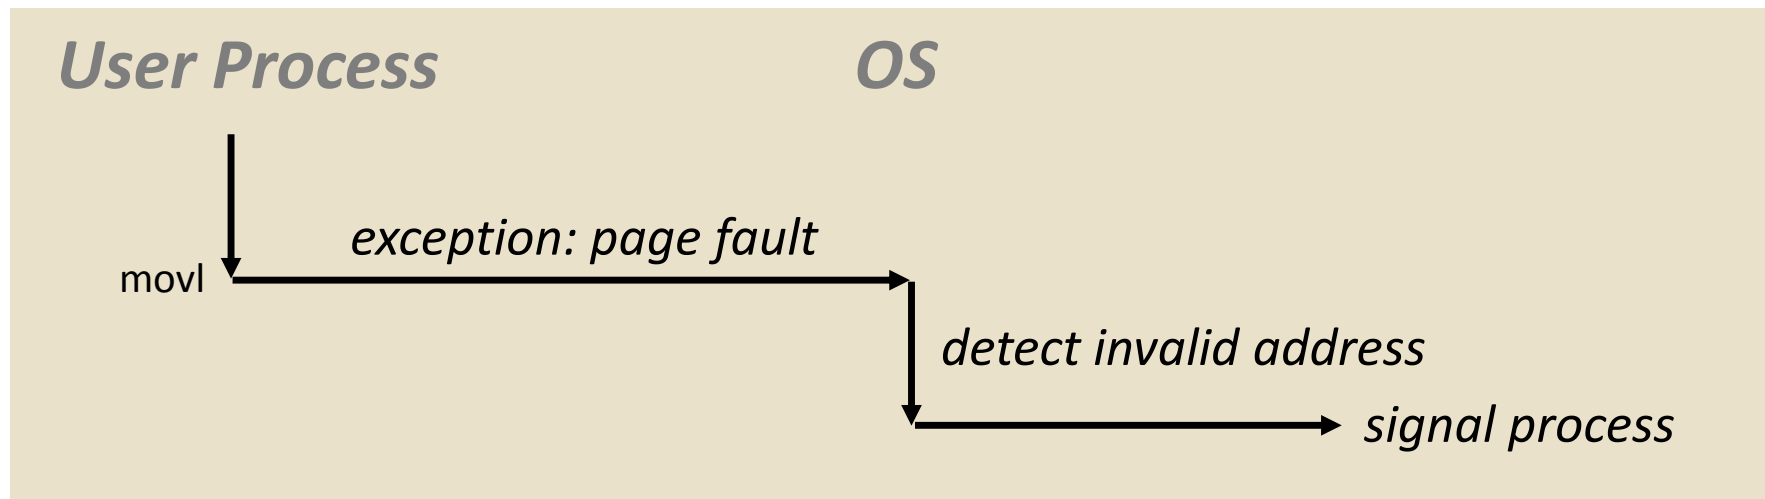 User Process
OS
exception: page fault
movl
detect invalid address
signal process